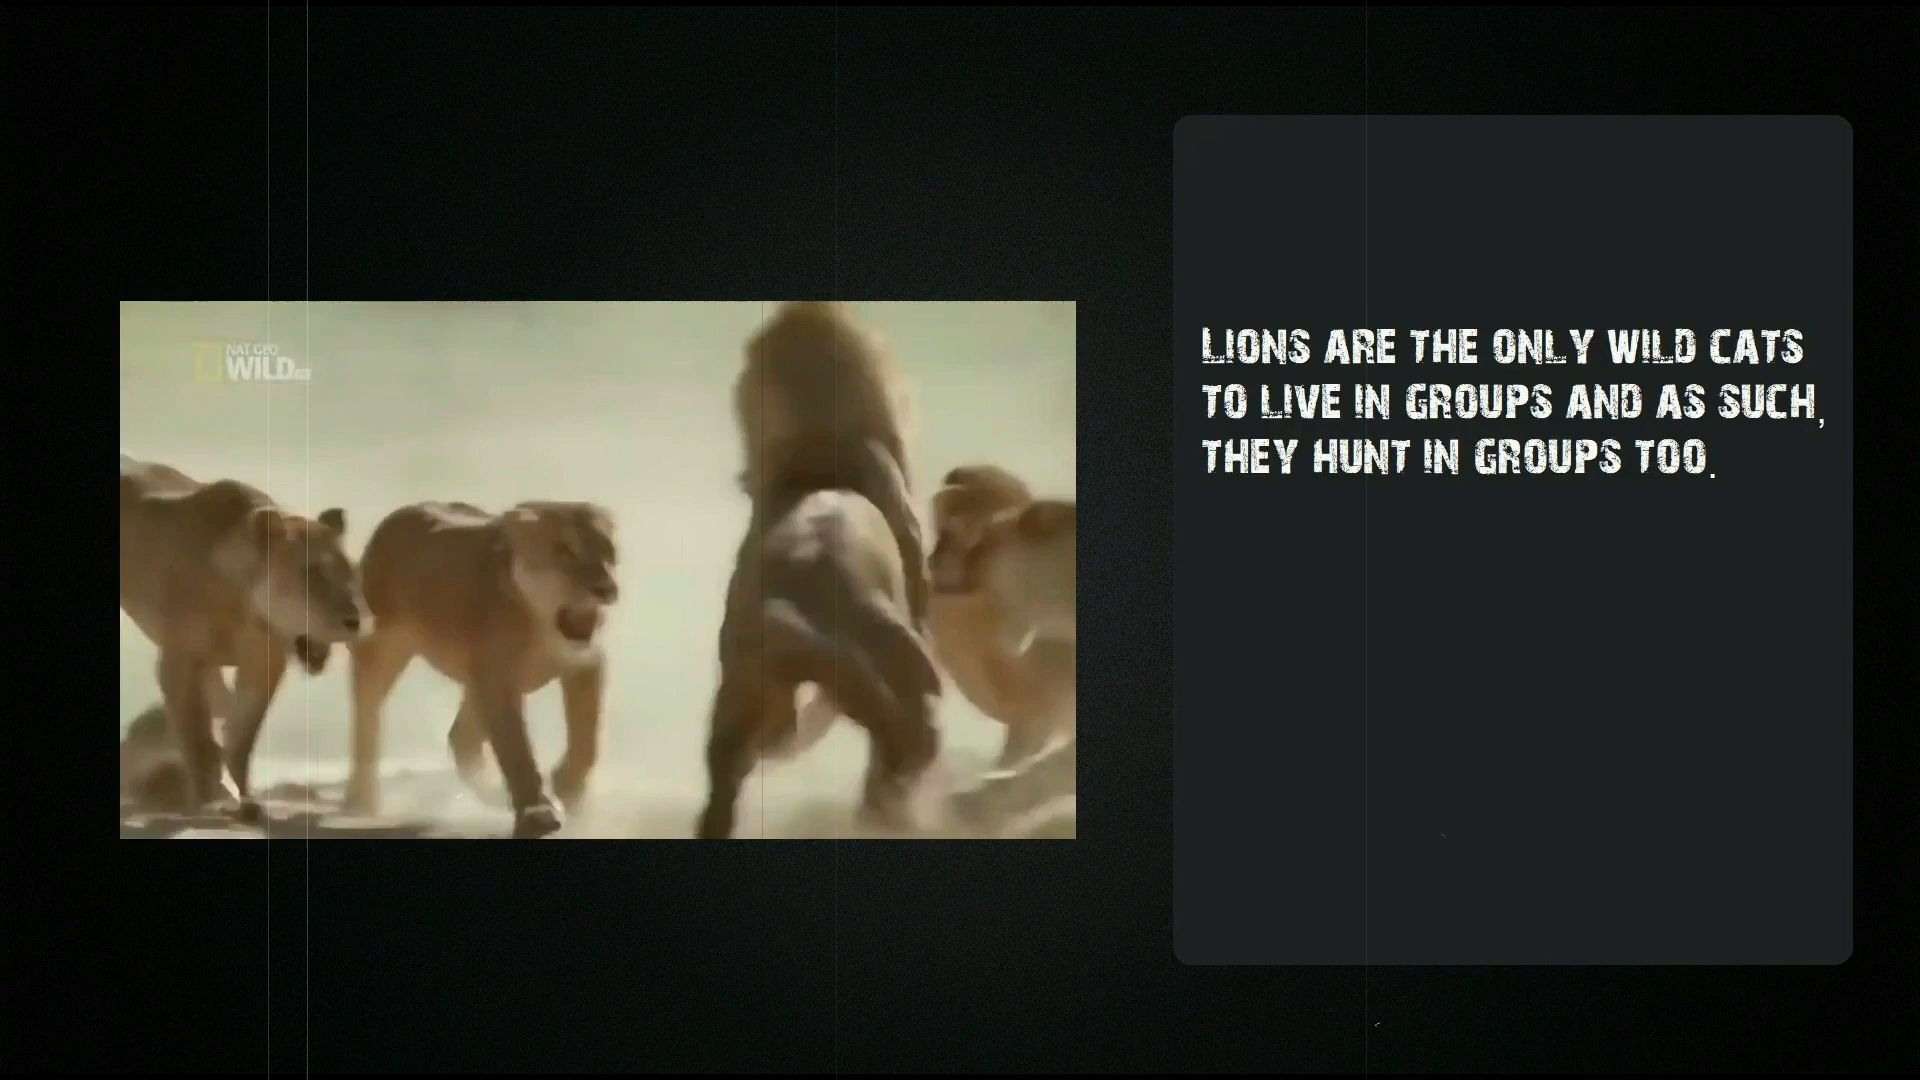 NAT GEO
WILD
LIONS ARE THE ONLY WILD CATS
TO LIVE IN GROUPS AND AS SUCH,
THEY HUNT IN GROUPS TOO.